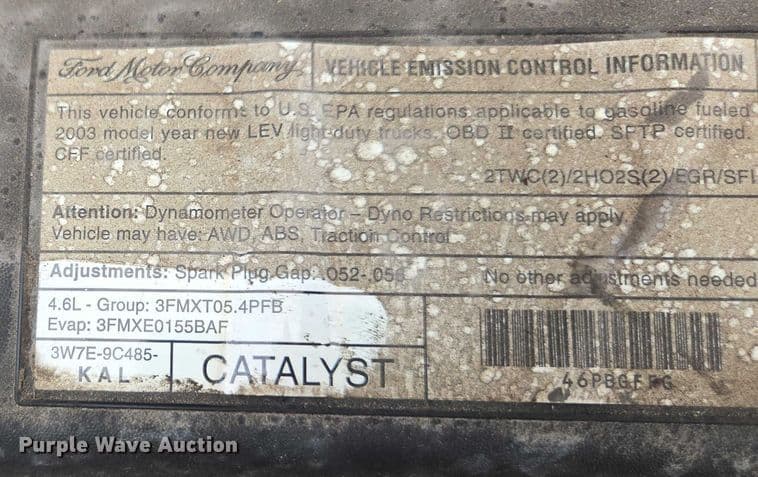 Ford Motor Company
VEHICLE EMISSION CONTROL INFORMATION
This vehicle conforms to U.S. EPA regulations applicable to gasoline fueled
2003 model year new LEV light-duty trucks. OBD II certified. SFTP certified.
CFF certified.
2TWC(2)/2HO2S(2)/EGR/SFI
Attention: Dynamometer Operator – Dyno Restrictions may apply.
Vehicle may have: AWD, ABS, Traction Control
Adjustments: Spark Plug Gap: .052-.056
No other adjustments needed
4.6L - Group: 3FMXT05.4PFB
Evap: 3FMXE0155BAF
3W7E-9C485-
KAL
CATALYST
Purple Wave Auction